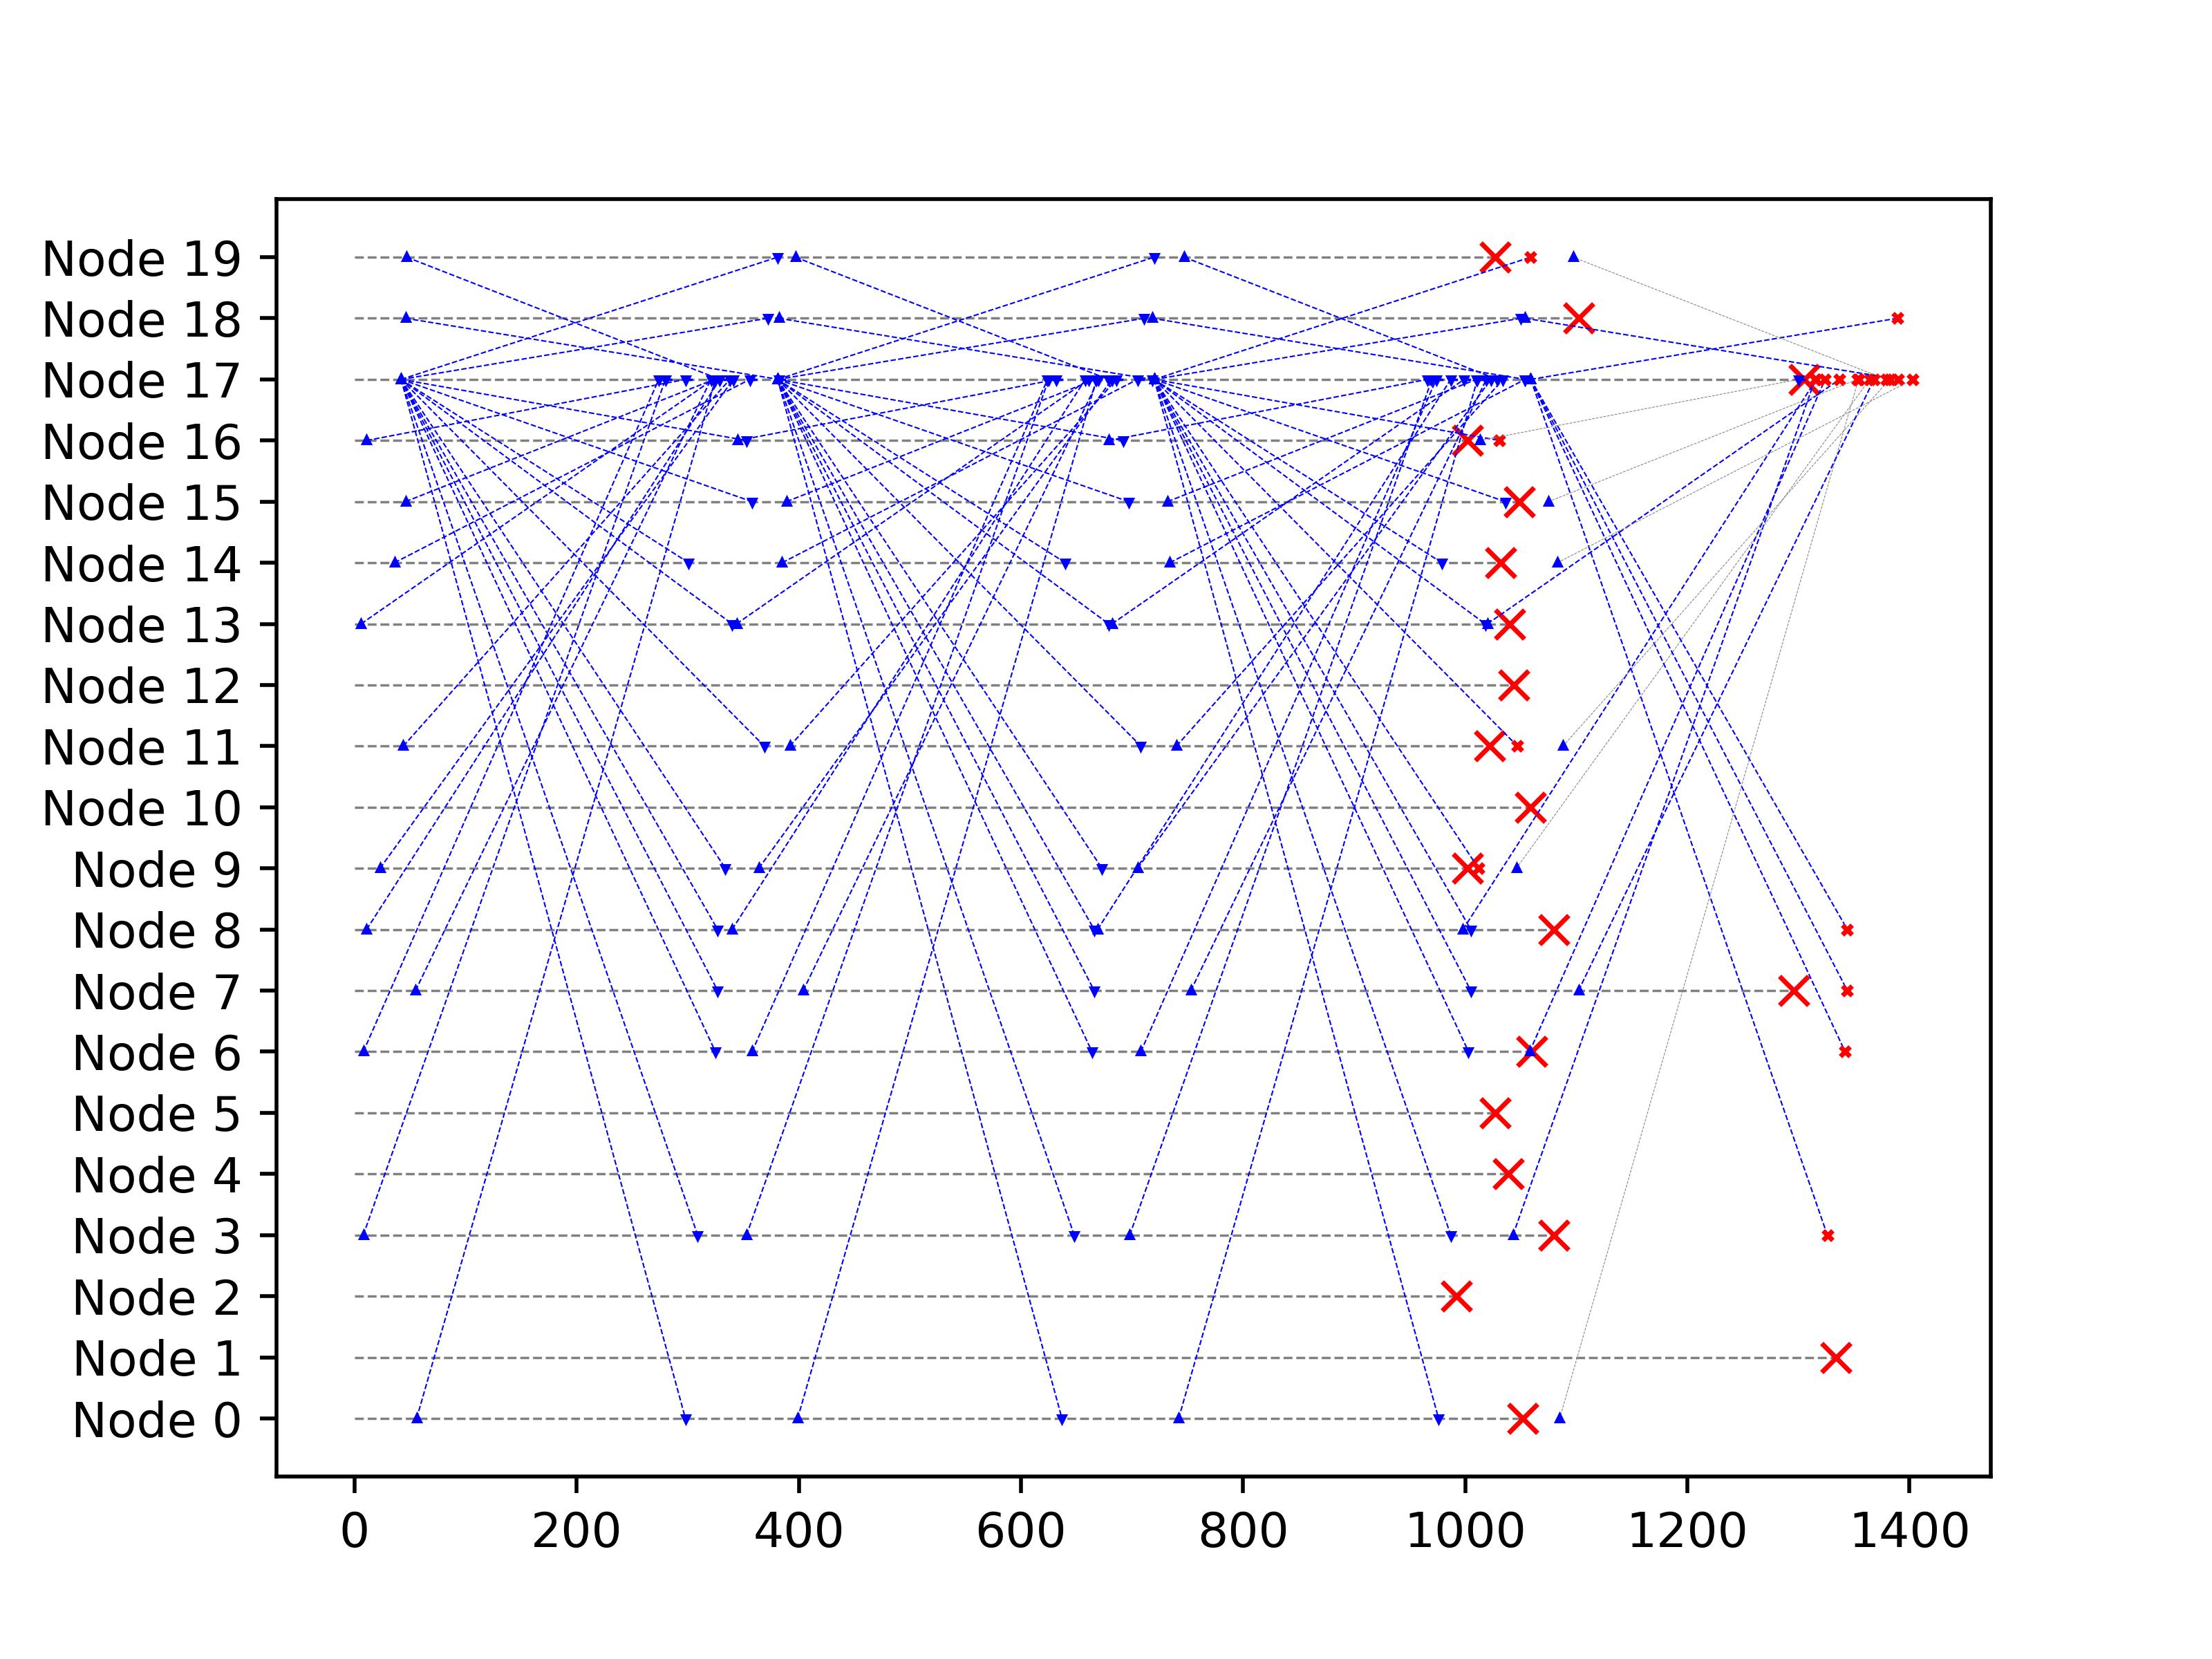 Node 19
Node 18
Node 17
Node 16
Node 15
Node 14
Node 13
Node 12
Node 11
Node 10
Node 9
Node 8
Node 7
Node 6
Node 5
Node 4
Node 3
Node 2
Node 1
Node 0
0 200 400 600 800 1000 1200 1400